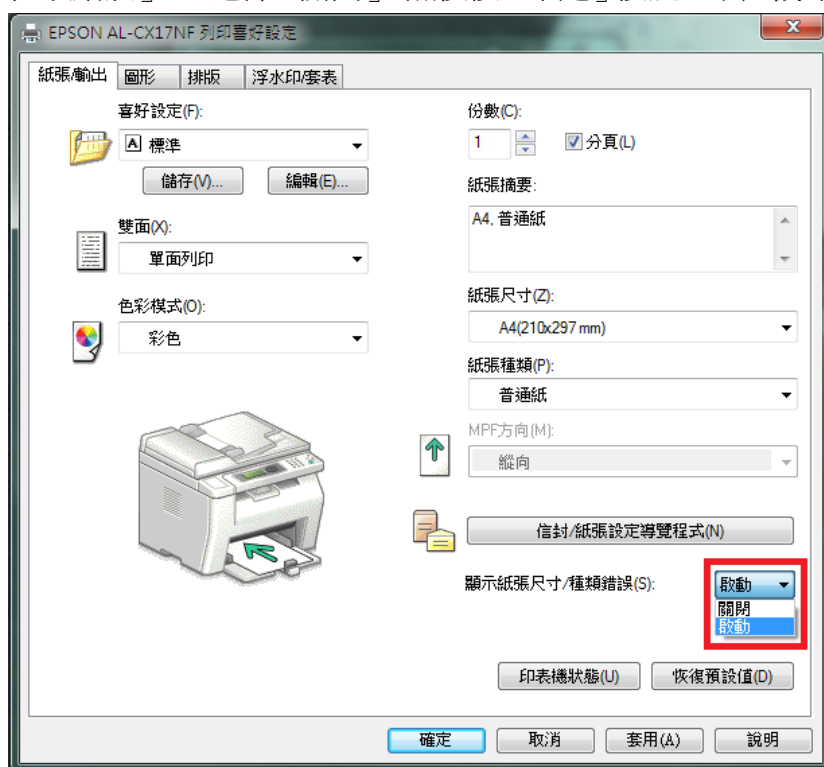 EPSON AL-CX17NF 列印喜好設定
紙張/輸出 圖形 排版 浮水印/套表
喜好設定(F):
A 標準
儲存(V)... 編輯(E)...
雙面(X):
單面列印
色彩模式(O):
彩色
份數(C):
1 分頁(L)
紙張摘要:
A4, 普通紙
紙張尺寸(Z):
A4(210x297 mm)
紙張種類(P):
普通紙
MPF方向(M):
縱向
信封/紙張設定導覽程式(N)
顯示紙張尺寸/種類錯誤(S): 啟動
關閉
啟動
印表機狀態(U) 恢復預設值(D)
確定 取消 套用(A) 說明